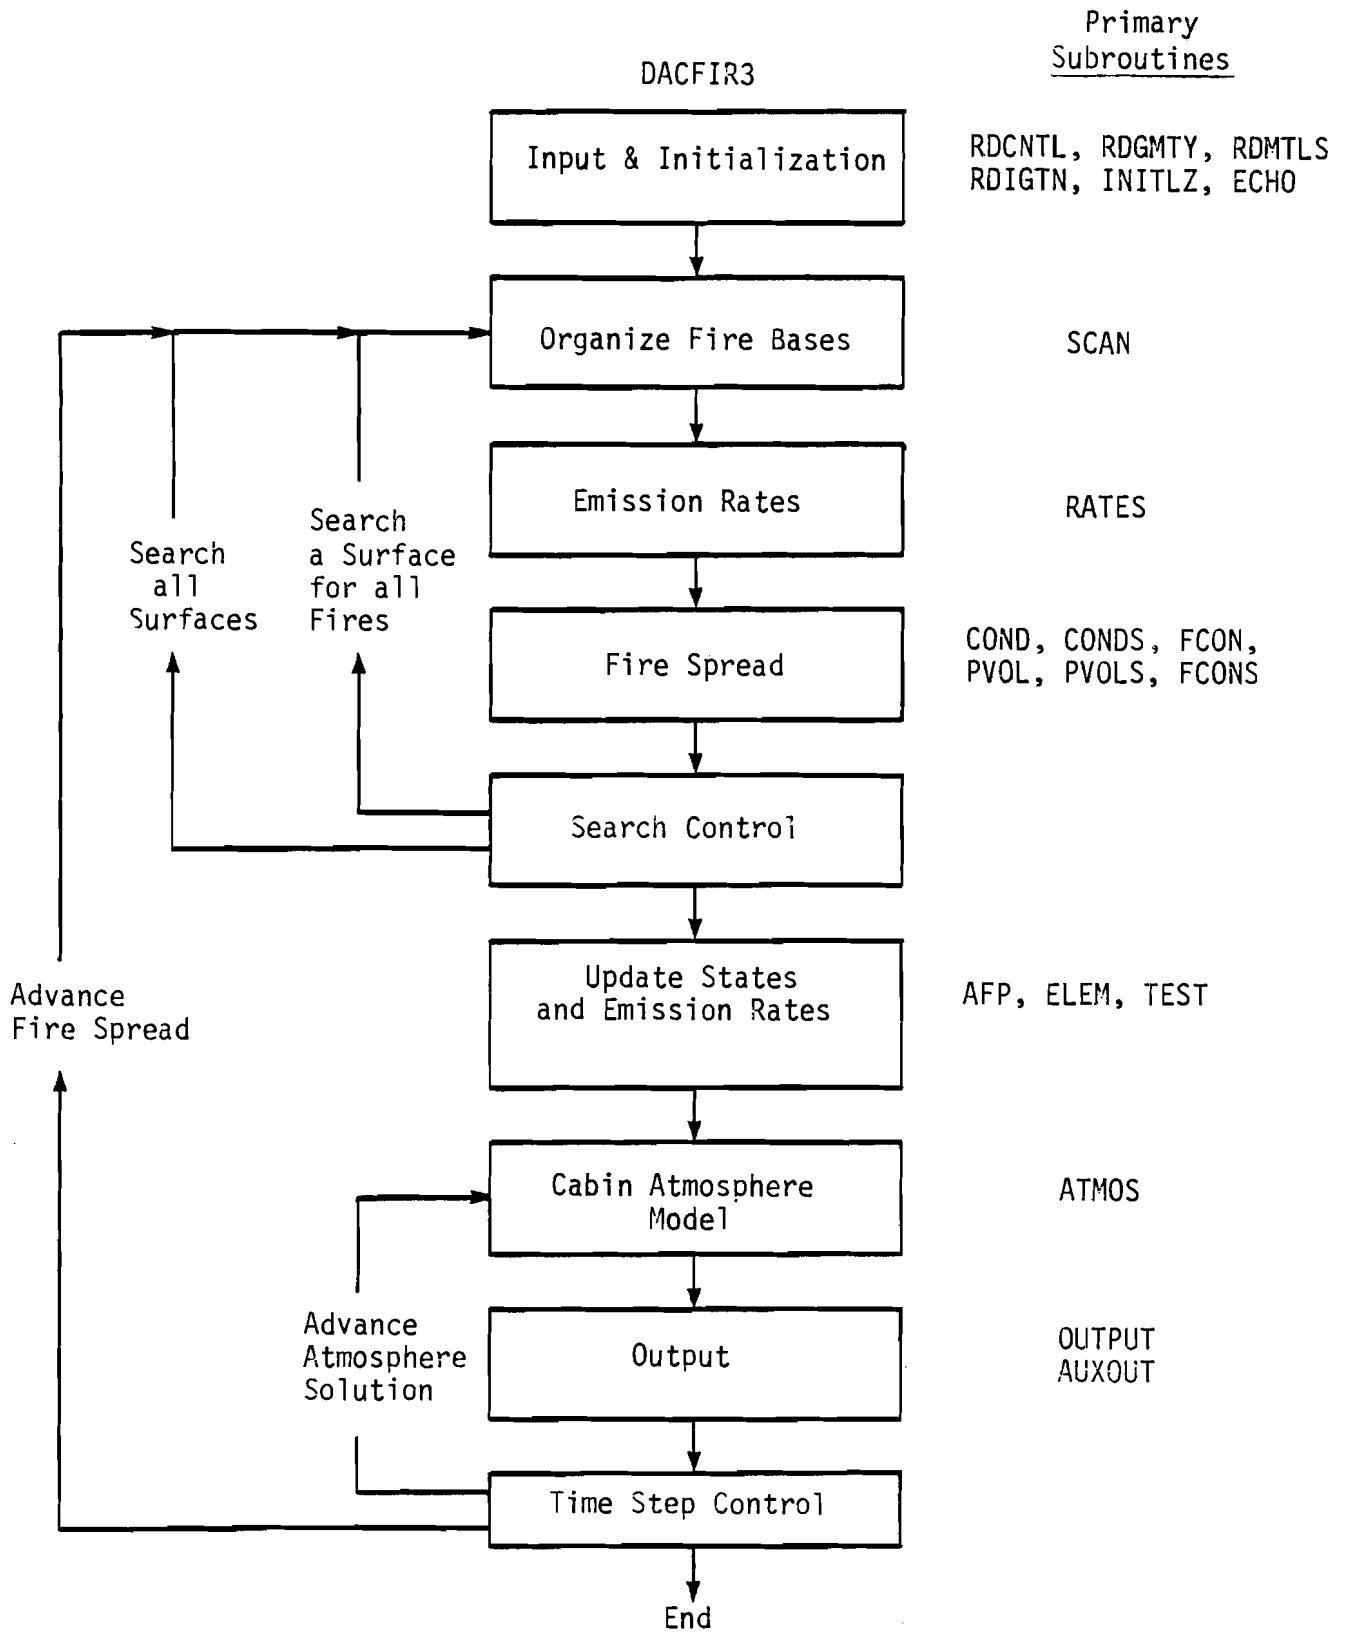 Primary
Subroutines
DACFIR3
Input & Initialization
RDCNTL, RDGMTY, RDMTLS
RDIGTN, INITLZ, ECHO
Organize Fire Bases
SCAN
Emission Rates
RATES
Search
all
Surfaces
Search
a Surface
for all
Fires
Fire Spread
COND, CONDS, FCON,
PVOL, PVOLS, FCONS
Search Control
Update States
and Emission Rates
AFP, ELEM, TEST
Advance
Fire Spread
Cabin Atmosphere
Model
ATMOS
Advance
Atmosphere
Solution
Output
OUTPUT
AUXOUT
Time Step Control
End